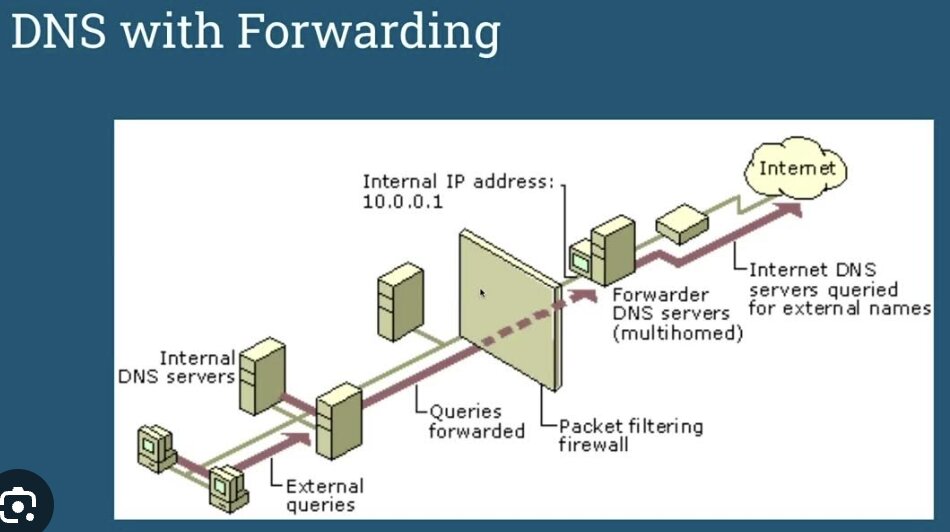 DNS with Forwarding
Internet
Internal IP address:
10.0.0.1
Internet DNS
servers queried
for external names
Forwarder
DNS servers
(multihomed)
Internal
DNS servers
Queries
forwarded
Packet filtering
firewall
External
queries